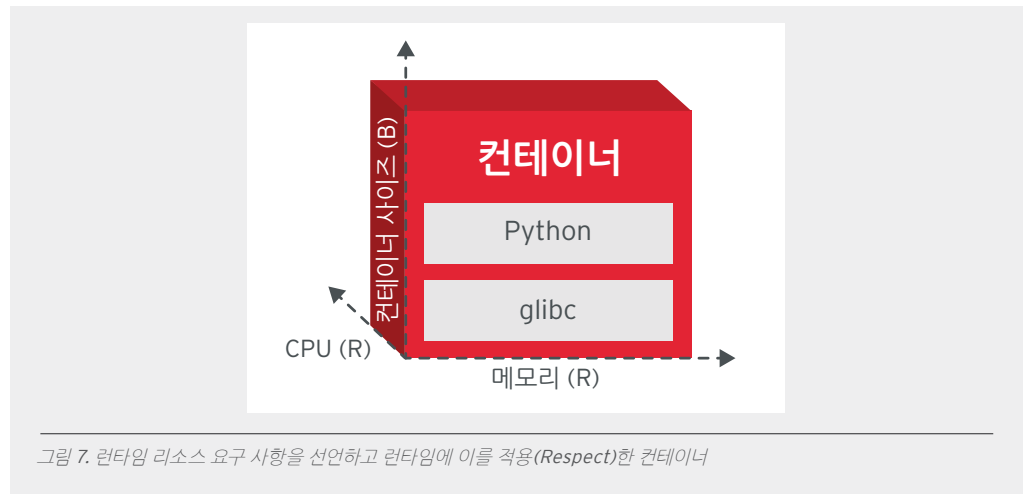 컨테이너
컨테이너 사이즈 (B)
Python
glibc
CPU (R)
메모리 (R)
그림 7. 런타임 리소스 요구 사항을 선언하고 런타임에 이를 적용(Respect)한 컨테이너